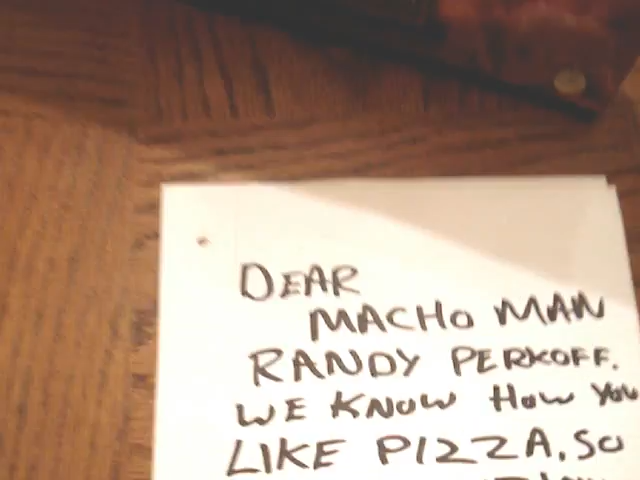 DEAR
MACHO MAN
RANDY PERKOFF.
WE KNOW HOW YOU
LIKE PIZZA, SO